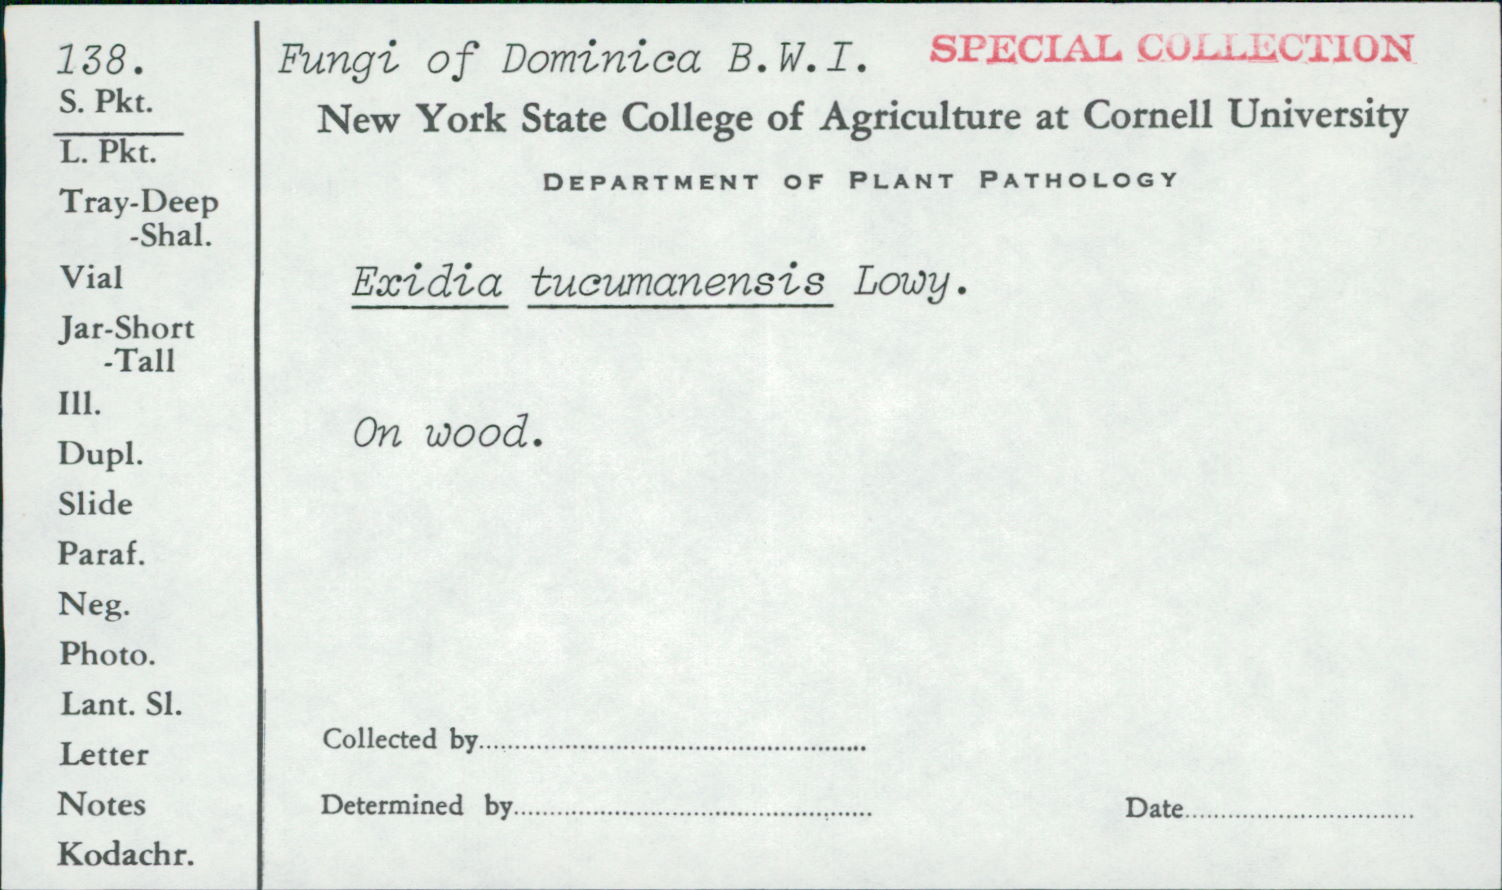 138.
S. Pkt.
L. Pkt.
Tray-Deep
-Shal.
Vial
Jar-Short
-Tall
Ill.
Dupl.
Slide
Paraf.
Neg.
Photo.
Lant. Sl.
Letter
Notes
Kodachr.
Fungi of Dominica B.W.I. SPECIAL COLLECTION
New York State College of Agriculture at Cornell University
DEPARTMENT OF PLANT PATHOLOGY
Exidia tucumanensis Lowy.
On wood.
Collected by
Determined by
Date